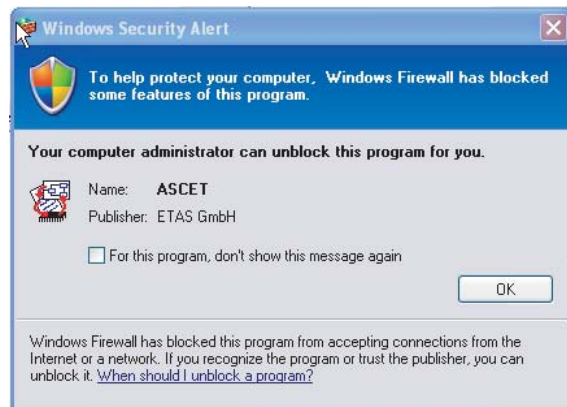 Windows Security Alert
To help protect your computer, Windows Firewall has blocked
some features of this program.
Your computer administrator can unblock this program for you.
Name: ASCET
Publisher: ETAS GmbH
For this program, don't show this message again
OK
Windows Firewall has blocked this program from accepting connections from the
Internet or a network. If you recognize the program or trust the publisher, you can
unblock it. When should I unblock a program?